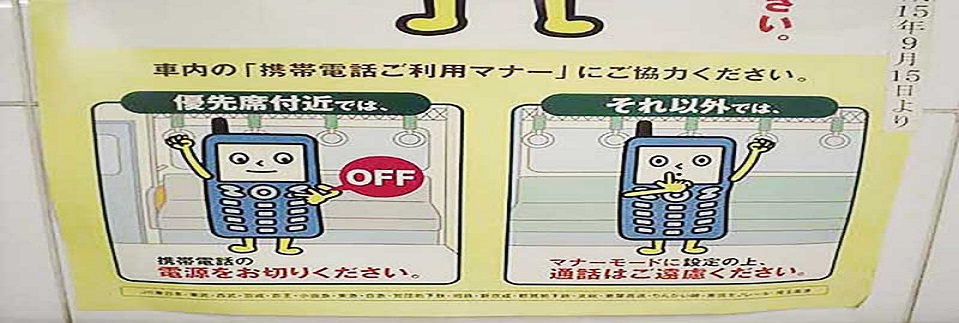 さい。
15年9月15日より
車内の「携帯電話ご利用マナー」にご協力ください。
優先席付近では、
OFF
携帯電話の
電源をお切りください。
それ以外では、
マナーモードに設定の上、
通話はご遠慮ください。